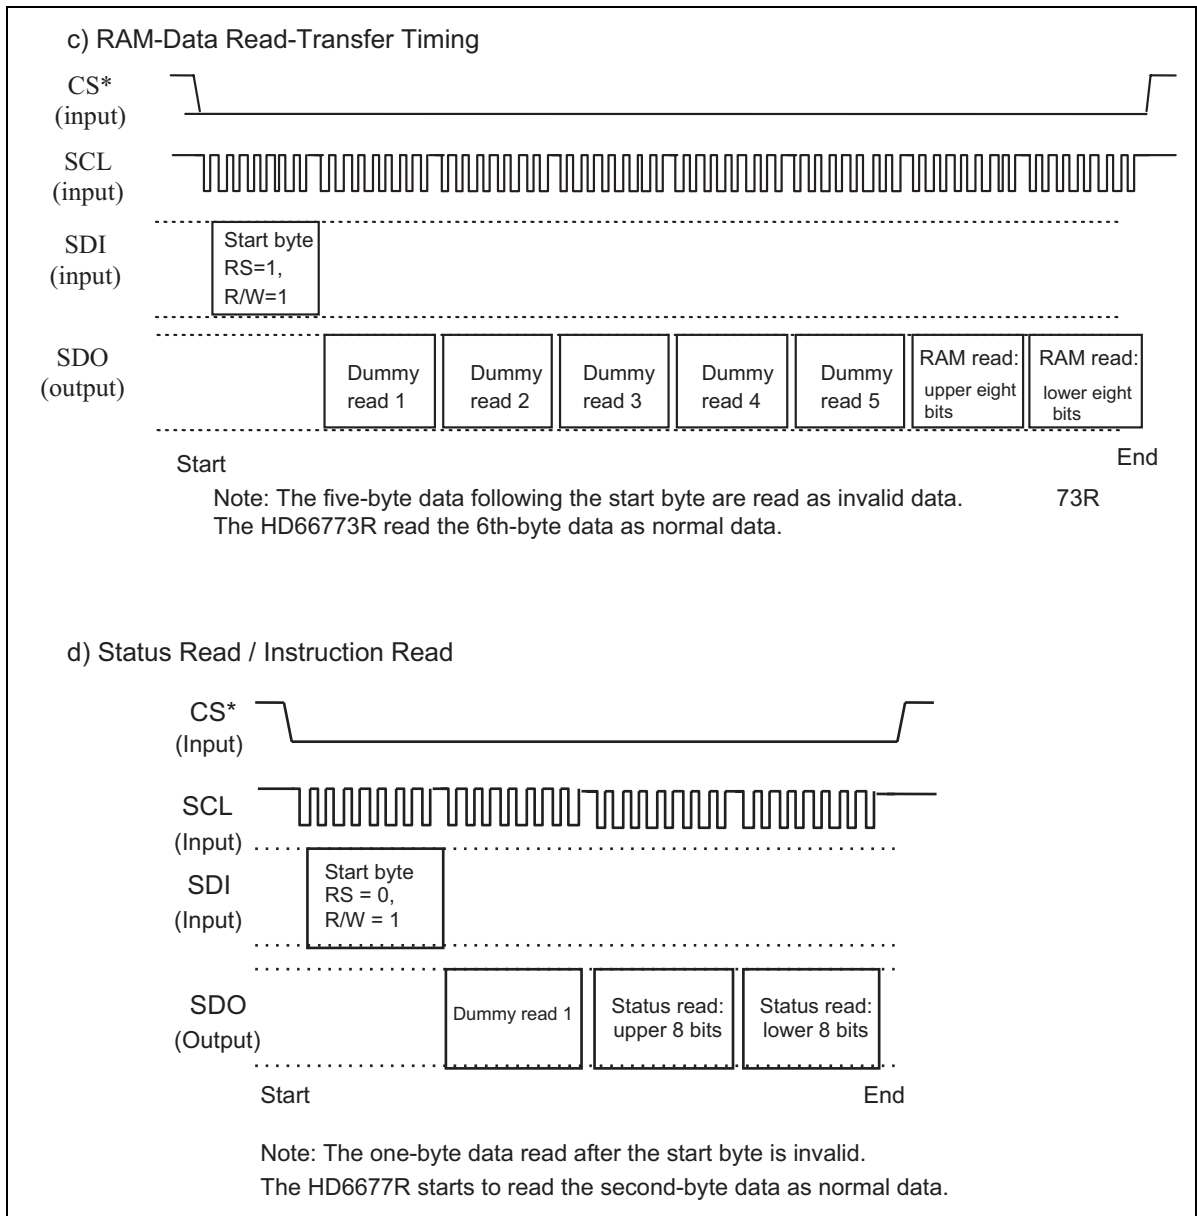 c) RAM-Data Read-Transfer Timing
CS*
(input)
SCL
(input)
SDI
(input)
Start byte
RS=1,
R/W=1
SDO
(output)
Dummy
read 1
Dummy
read 2
Dummy
read 3
Dummy
read 4
Dummy
read 5
RAM read:
upper eight
bits
RAM read:
lower eight
bits
Start
End
Note: The five-byte data following the start byte are read as invalid data. 73R
The HD66773R read the 6th-byte data as normal data.
d) Status Read / Instruction Read
CS*
(Input)
SCL
(Input)
SDI
(Input)
Start byte
RS = 0,
R/W = 1
SDO
(Output)
Dummy read 1
Status read:
upper 8 bits
Status read:
lower 8 bits
Start
End
Note: The one-byte data read after the start byte is invalid.
The HD6677R starts to read the second-byte data as normal data.